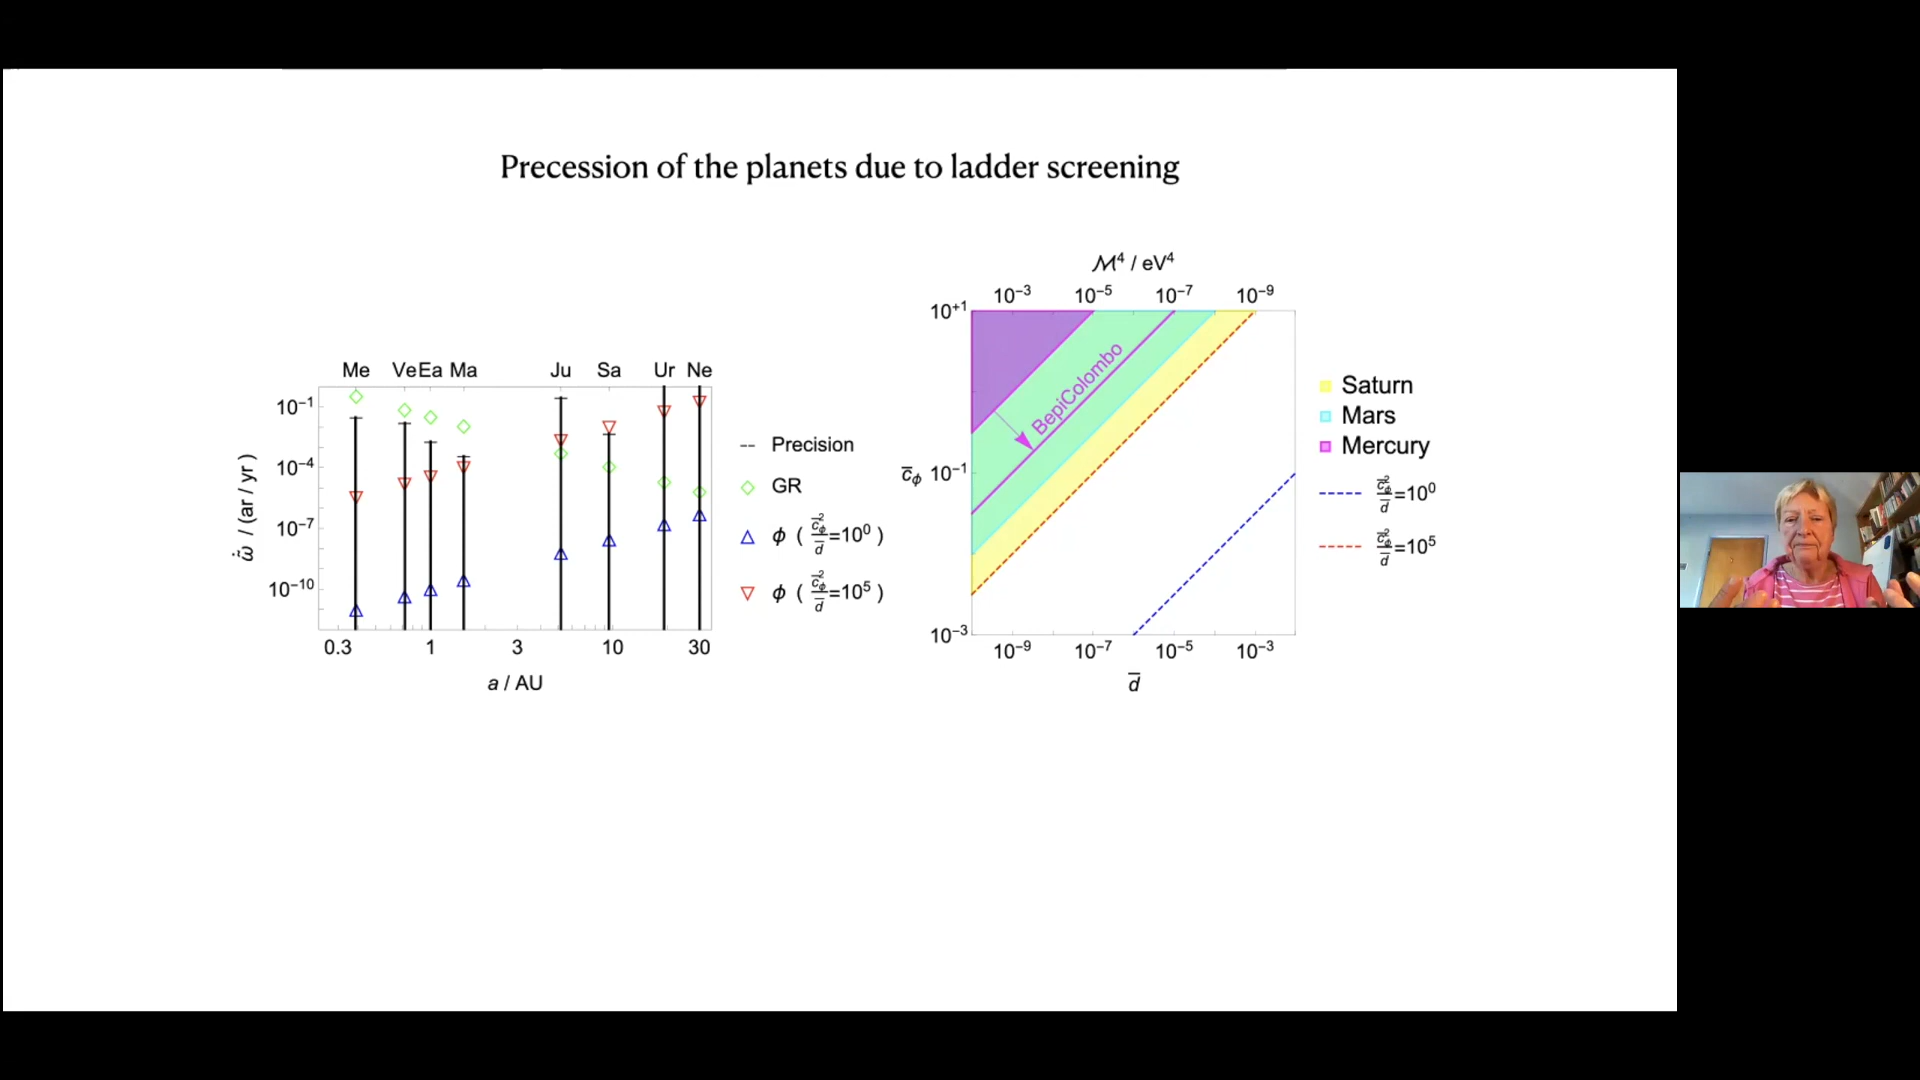 Precession of the planets due to ladder screening
Me Ve Ea Ma Ju Sa Ur Ne
10⁻¹
10⁻⁴
10⁻⁷
10⁻¹⁰
ω̈ / (ar / yr )
0.3 1 3 10 30
a / AU
-- Precision
GR
ϕ ( c̅ϕ²/d̅=10⁰ )
ϕ ( c̅ϕ²/d̅=10⁵ )
ℳ⁴ / eV⁴
10⁻³ 10⁻⁵ 10⁻⁷ 10⁻⁹
10⁺¹
c̅ϕ 10⁻¹
10⁻³
BepiColombo
10⁻⁹ 10⁻⁷ 10⁻⁵ 10⁻³
d̅
Saturn
Mars
Mercury
c̅ϕ²/d̅=10⁰
c̅ϕ²/d̅=10⁵